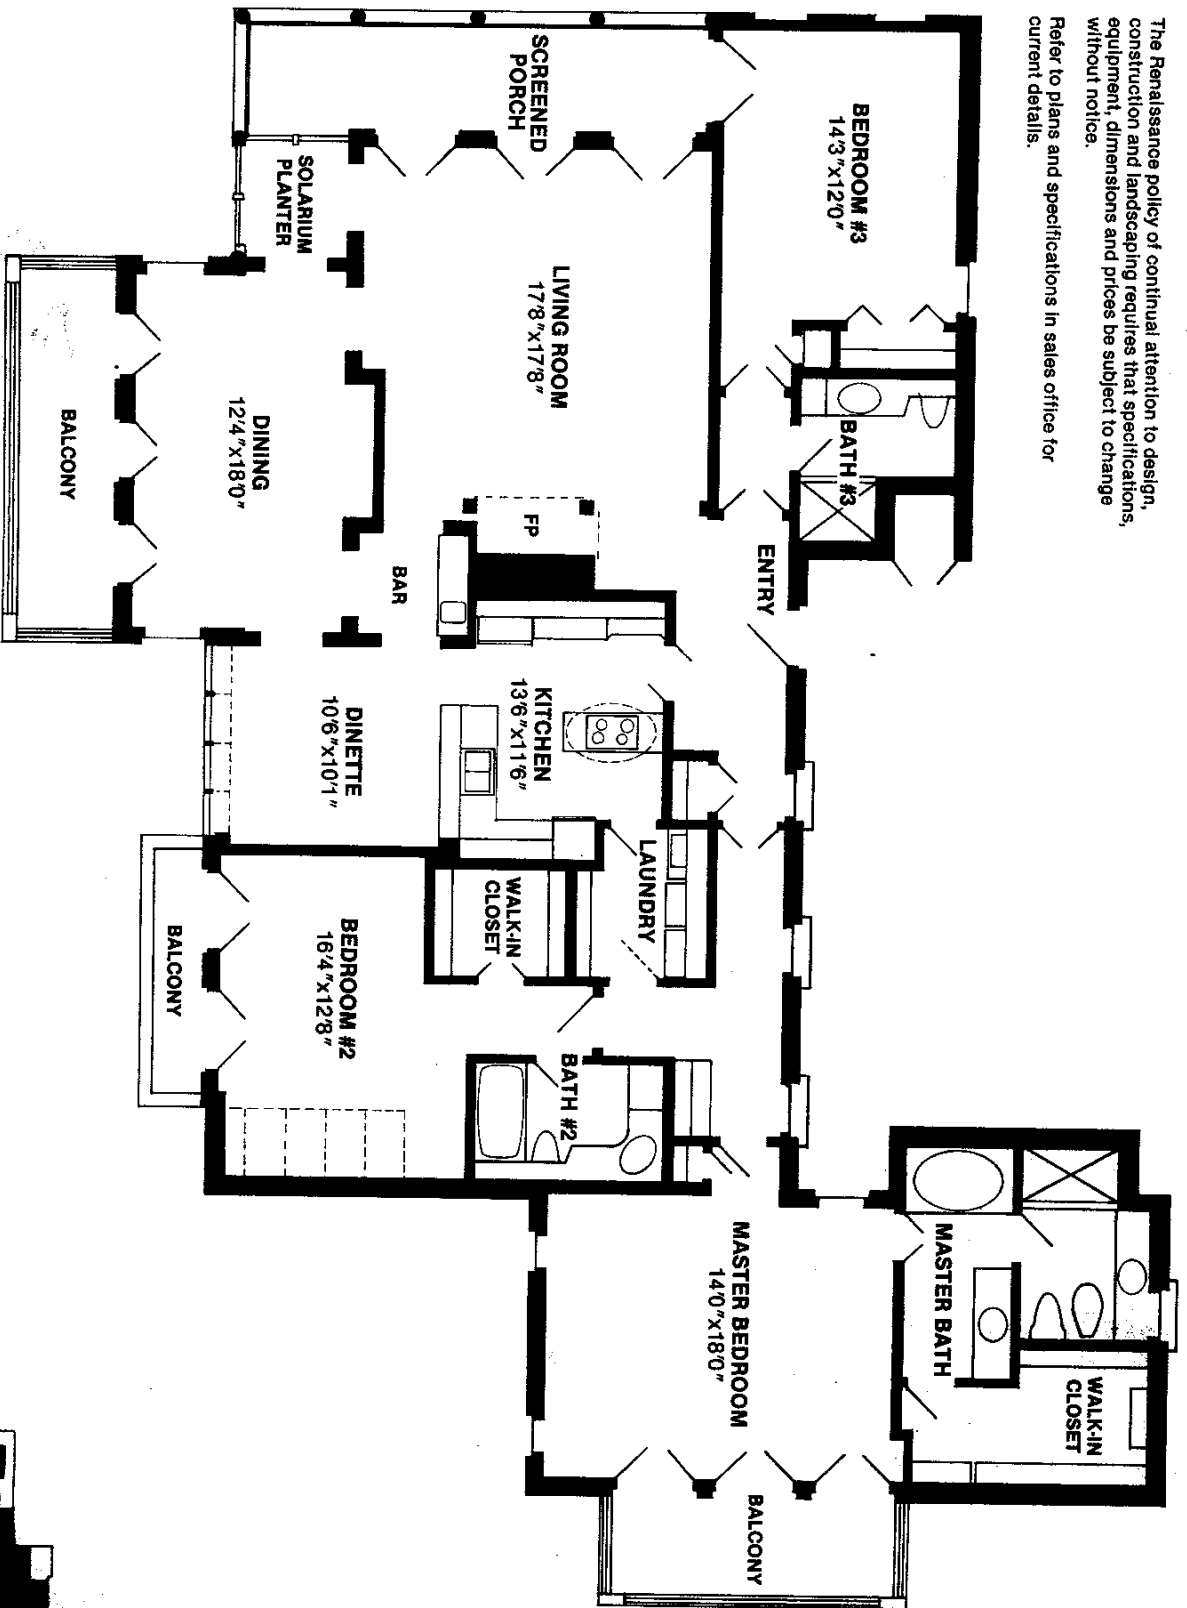 The Renaissance policy of continual attention to design,
construction and landscaping requires that specifications,
equipment, dimensions and prices be subject to change
without notice.
Refer to plans and specifications in sales office for
current details.
SCREENED
PORCH
BEDROOM #3
14'3"x12'0"
SOLARIUM
PLANTER
LIVING ROOM
17'8"x17'8"
BATH #3
DINING
12'4"x18'0"
BALCONY
FP
ENTRY
BAR
KITCHEN
13'6"x11'6"
DINETTE
10'6"x10'1"
LAUNDRY
WALK-IN
CLOSET
BEDROOM #2
16'4"x12'8"
BALCONY
BATH #2
MASTER BEDROOM
14'0"x18'0"
MASTER BATH
WALK-IN
CLOSET
BALCONY